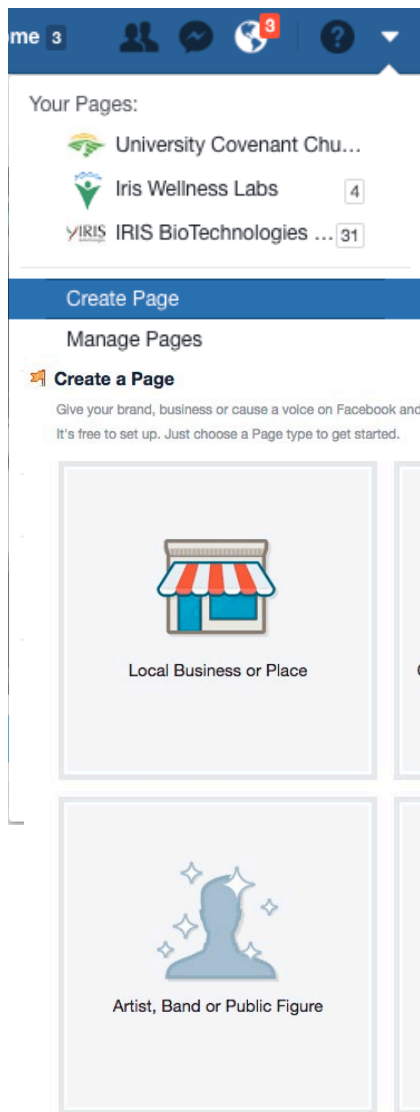 ome 3
3
?
Your Pages:
University Covenant Chu...
Iris Wellness Labs 4
IRIS IRIS BioTechnologies ... 31
Create Page
Manage Pages
Create a Page
Give your brand, business or cause a voice on Facebook and
It's free to set up. Just choose a Page type to get started.
Local Business or Place
Artist, Band or Public Figure